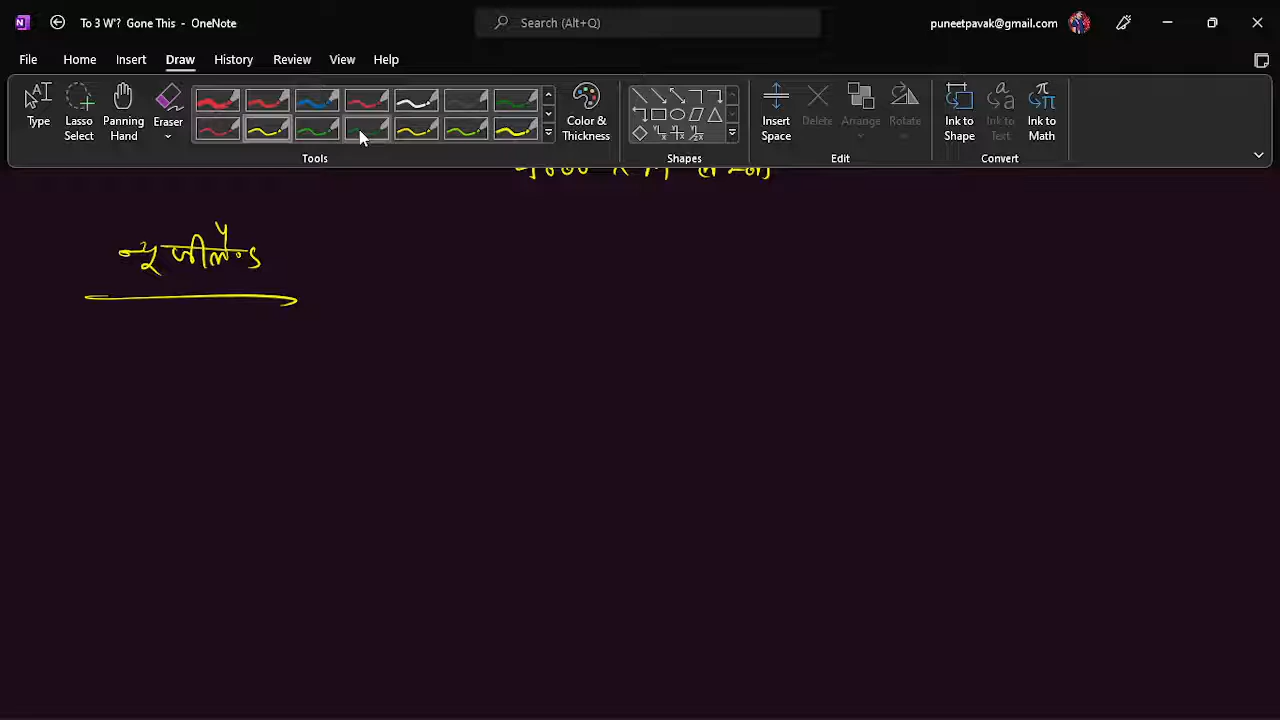 To 3 W'? Gone This - OneNote
Search (Alt+Q)
puneetpavak@gmail.com
File Home Insert Draw History Review View Help
Type
Lasso Select
Panning Hand
Eraser
Color & Thickness
Insert Space
Delete
Arrange
Rotate
Ink to Shape
Ink to Text
Ink to Math
Tools
Shapes
Edit
Convert
न्यूजीलैण्ड